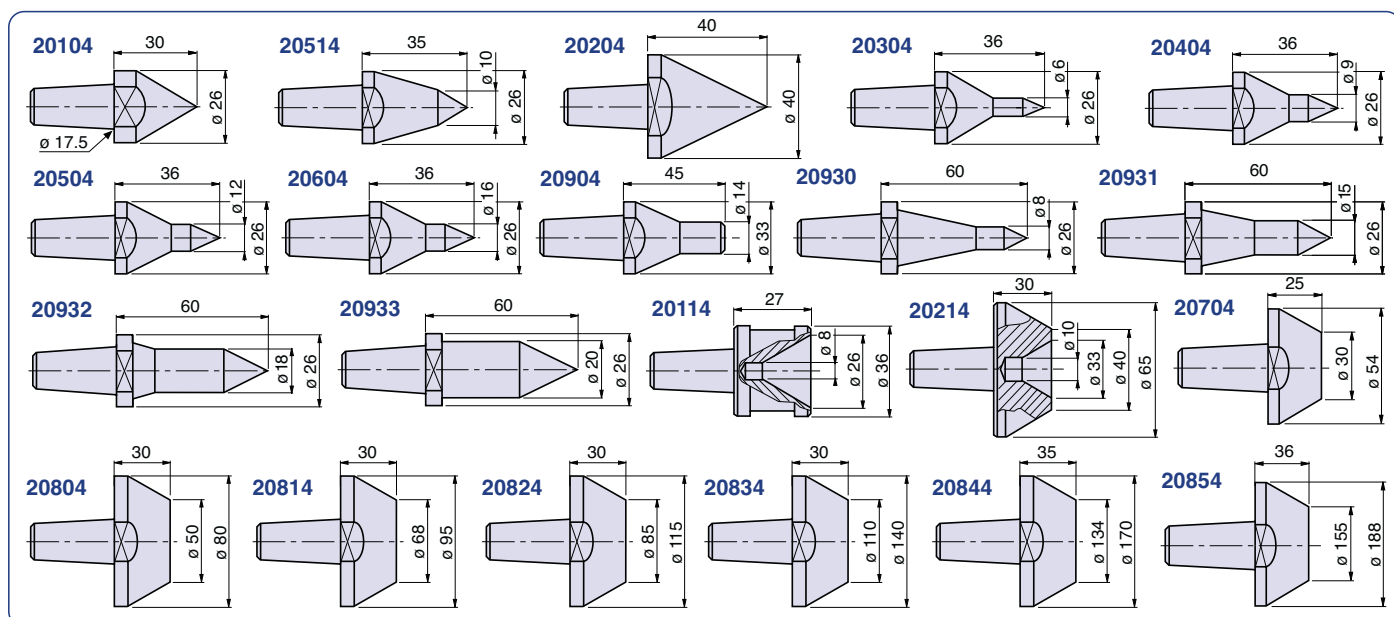 20104
30
ø 26
ø 17.5
20514
35
ø 10
ø 26
20204
40
ø 40
20304
36
ø 6
ø 26
20404
36
ø 9
ø 26
20504
36
ø 12
ø 26
20604
36
ø 16
ø 26
20904
45
ø 14
ø 33
20930
60
ø 8
ø 26
20931
60
ø 15
ø 26
20932
60
ø 18
ø 26
20933
60
ø 20
ø 26
20114
27
ø 8
ø 26
ø 36
20214
30
ø 10
ø 33
ø 40
ø 65
20704
25
ø 30
ø 54
20804
30
ø 50
ø 80
20814
30
ø 68
ø 95
20824
30
ø 85
ø 115
20834
30
ø 110
ø 140
20844
35
ø 134
ø 170
20854
36
ø 155
ø 188